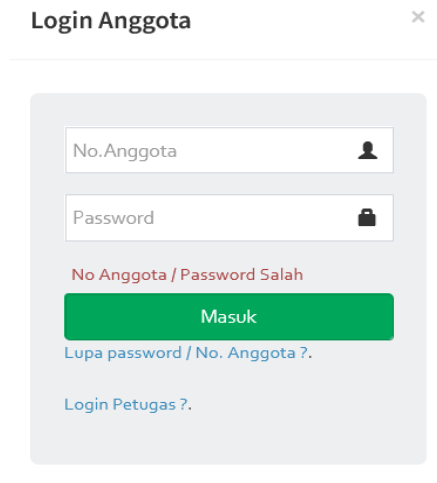 Login Anggota
×
No.Anggota
Password
No Anggota / Password Salah
Masuk
Lupa password / No. Anggota ?.
Login Petugas ?.